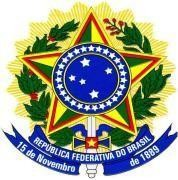 REPÚBLICA FEDERATIVA DO BRASIL
15 de Novembro
de 1889